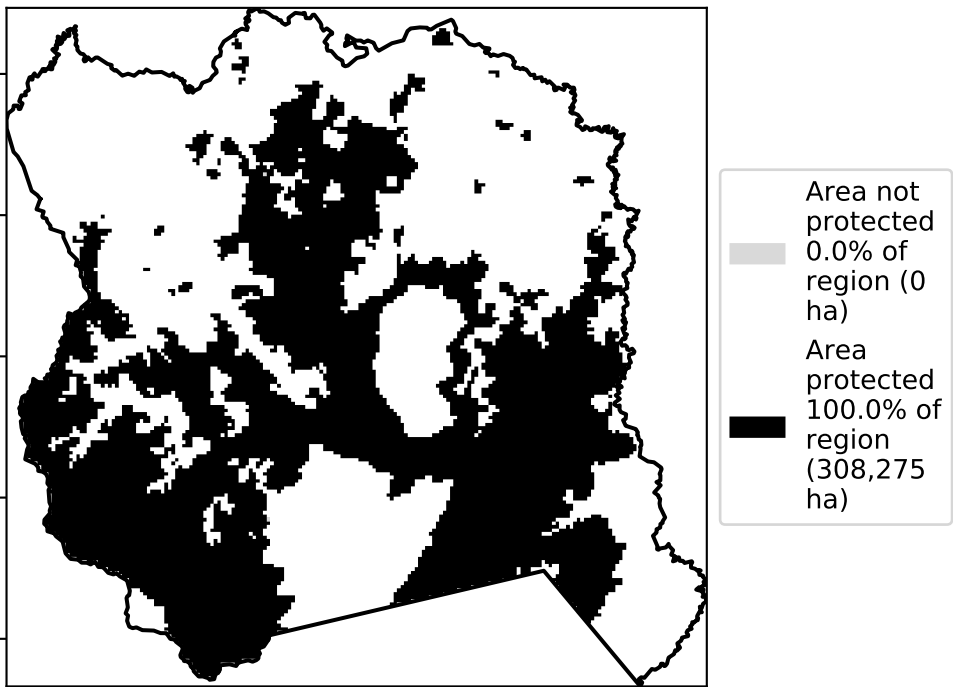 Area not
protected
0.0% of
region (0
ha)
Area
protected
100.0% of
region
(308,275
ha)